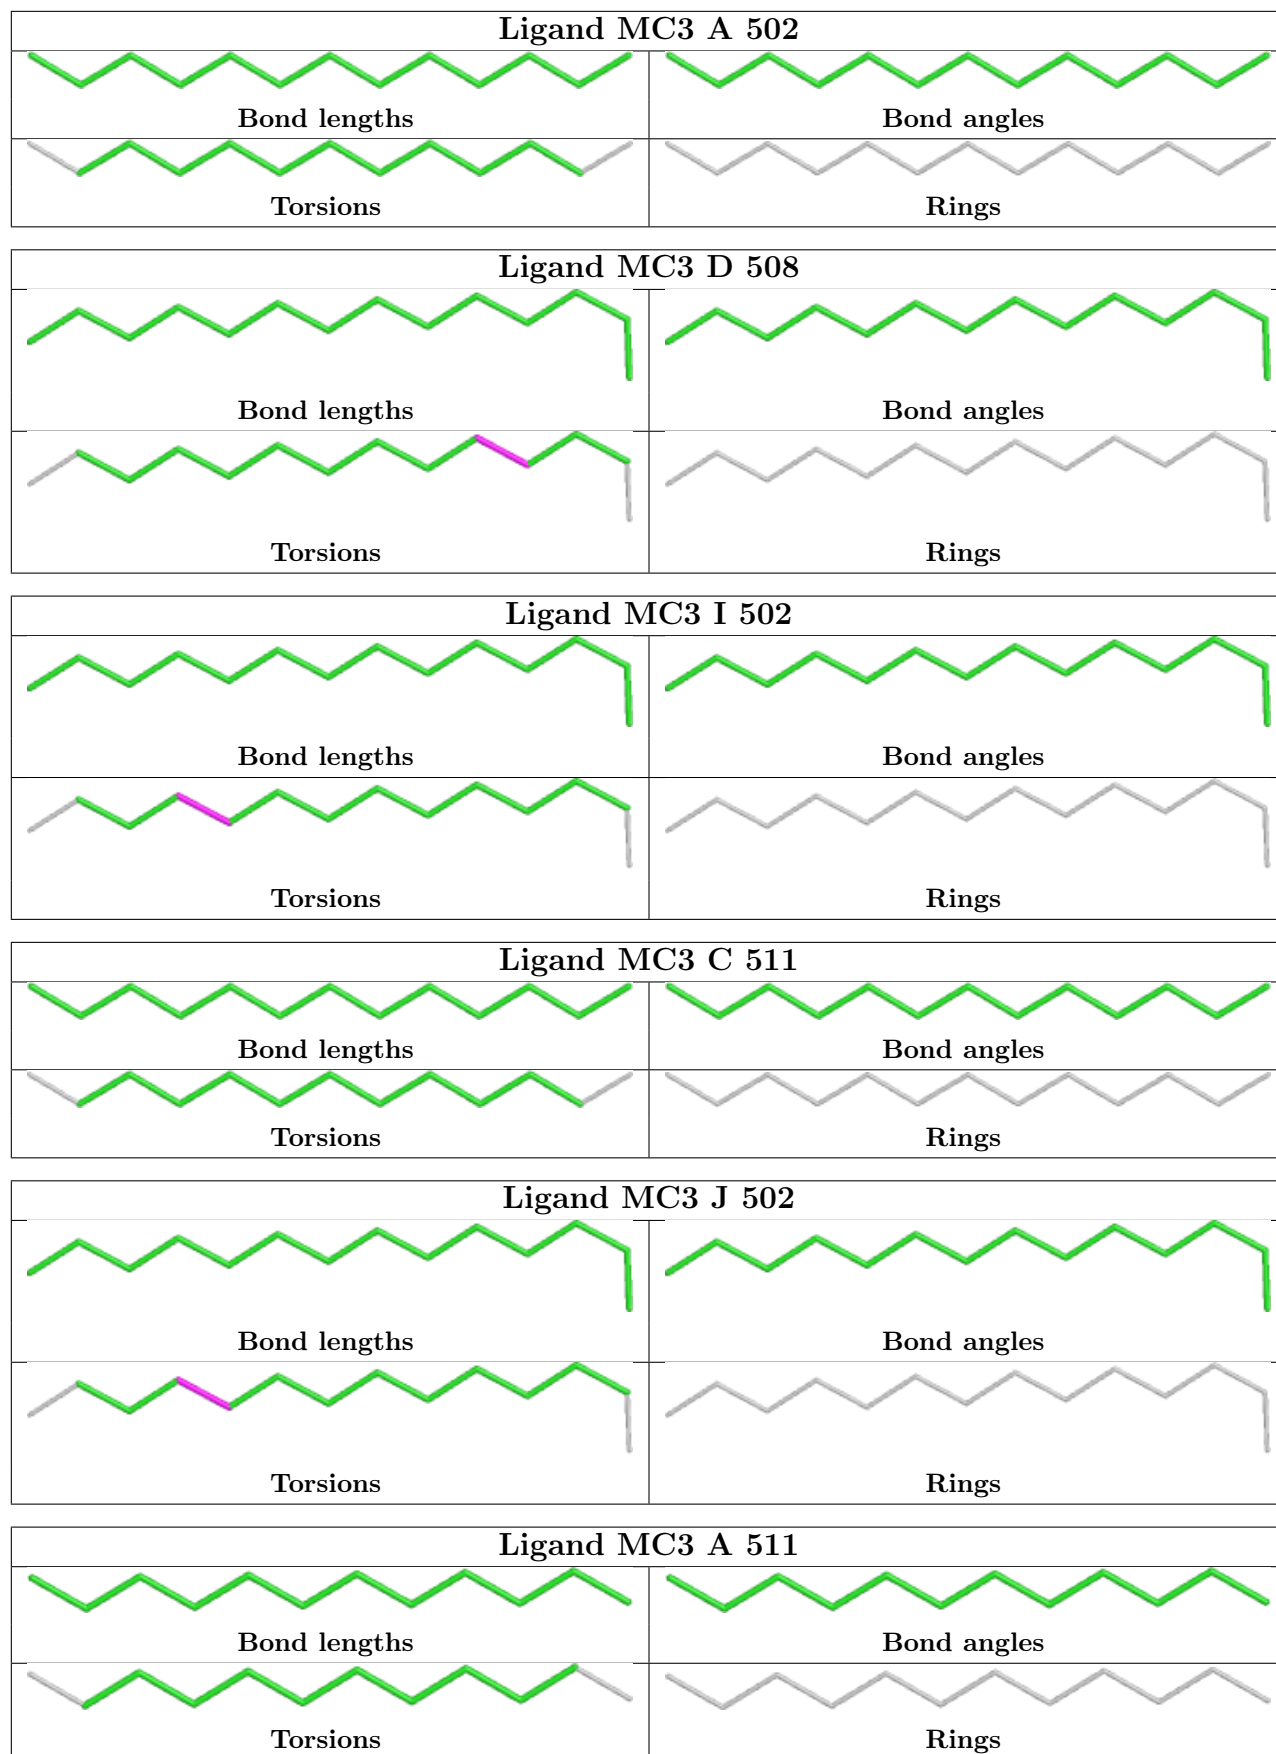 Ligand MC3 A 502
Bond lengths
Bond angles
Torsions
Rings
Ligand MC3 D 508
Bond lengths
Bond angles
Torsions
Rings
Ligand MC3 I 502
Bond lengths
Bond angles
Torsions
Rings
Ligand MC3 C 511
Bond lengths
Bond angles
Torsions
Rings
Ligand MC3 J 502
Bond lengths
Bond angles
Torsions
Rings
Ligand MC3 A 511
Bond lengths
Bond angles
Torsions
Rings